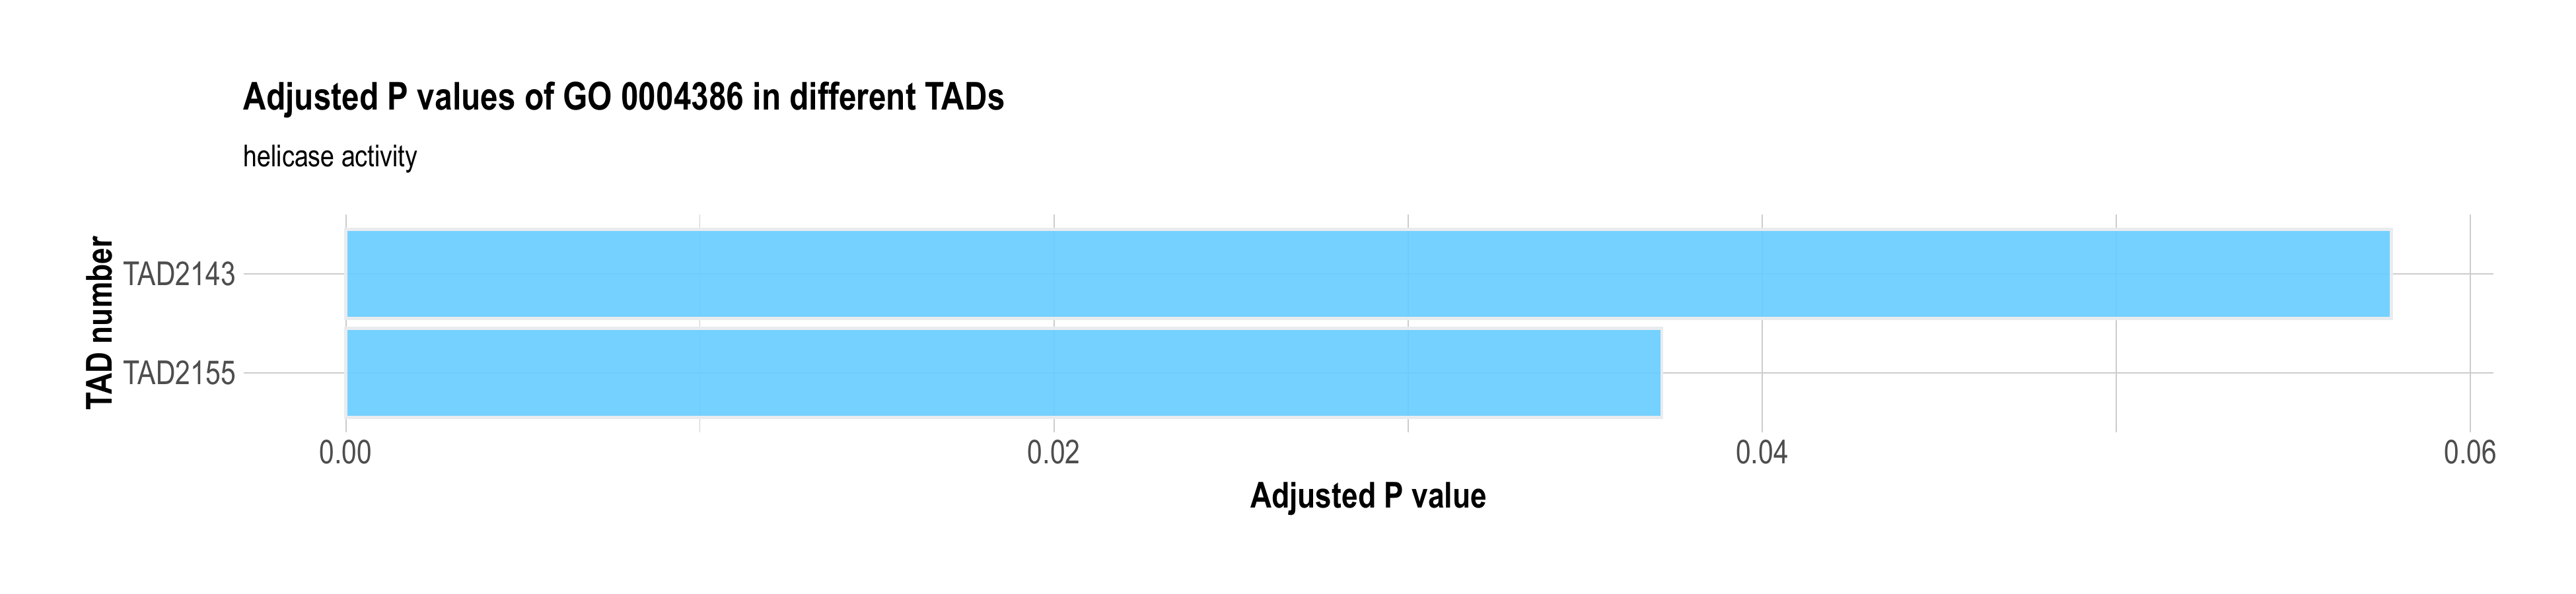 Adjusted P values of GO 0004386 in different TADs
helicase activity
TAD number
TAD2143
TAD2155
0.00 0.02 0.04 0.06
Adjusted P value